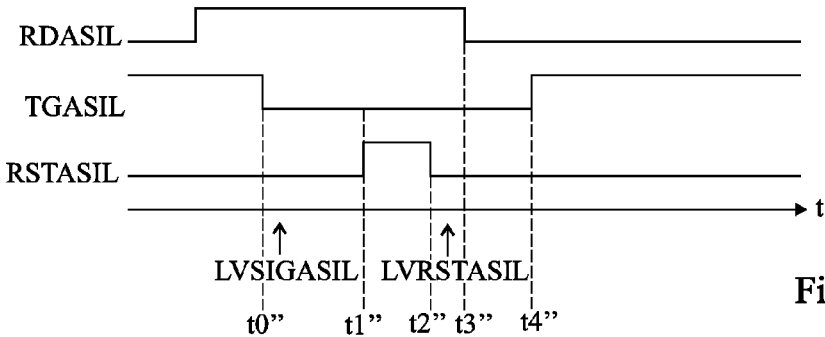 RDASIL
TGASIL
RSTASIL
t
LVSIGASIL LVRSTASIL
Fi
t0” t1” t2” t3” t4”